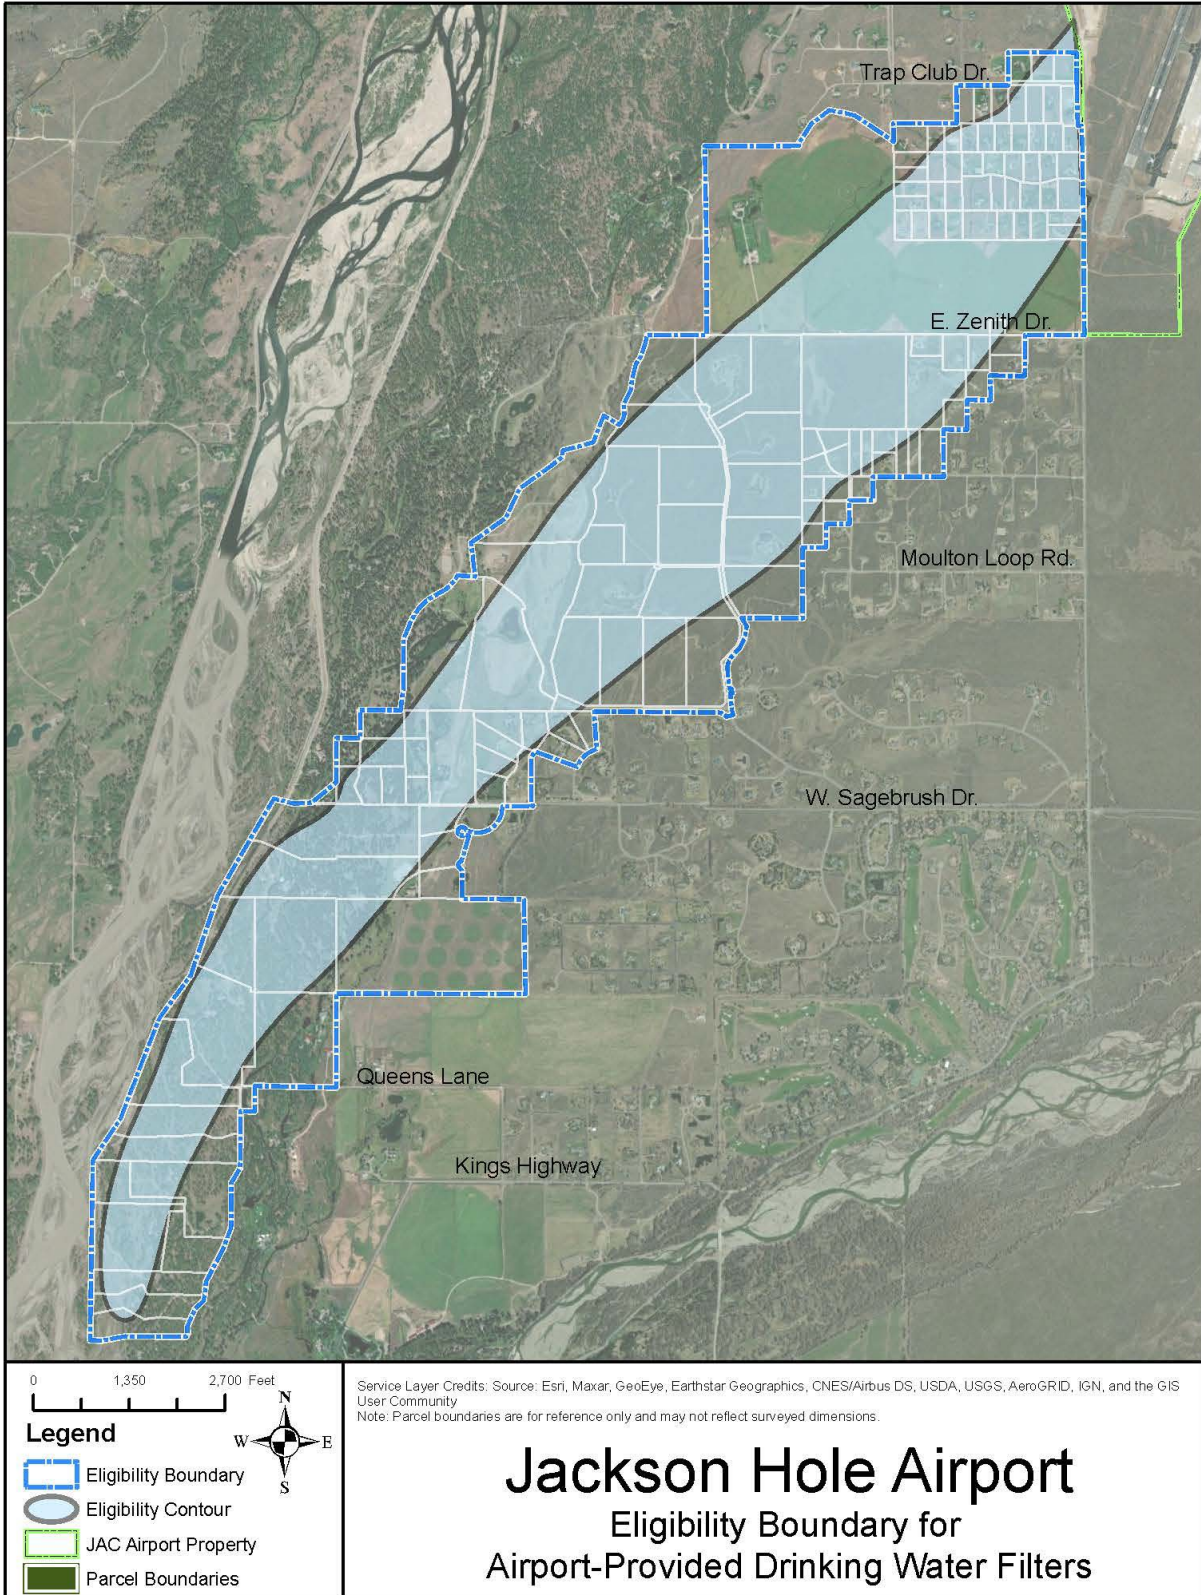 Trap Club Dr.
E. Zenith Dr.
Moulton Loop Rd.
W. Sagebrush Dr.
Queens Lane
Kings Highway
0 1,350 2,700 Feet
N
W E
S
Legend
Eligibility Boundary
Eligibility Contour
JAC Airport Property
Parcel Boundaries
Service Layer Credits: Source: Esri, Maxar, GeoEye, Earthstar Geographics, CNES/Airbus DS, USDA, USGS, AeroGRID, IGN, and the GIS
User Community
Note: Parcel boundaries are for reference only and may not reflect surveyed dimensions.
Jackson Hole Airport
Eligibility Boundary for
Airport-Provided Drinking Water Filters